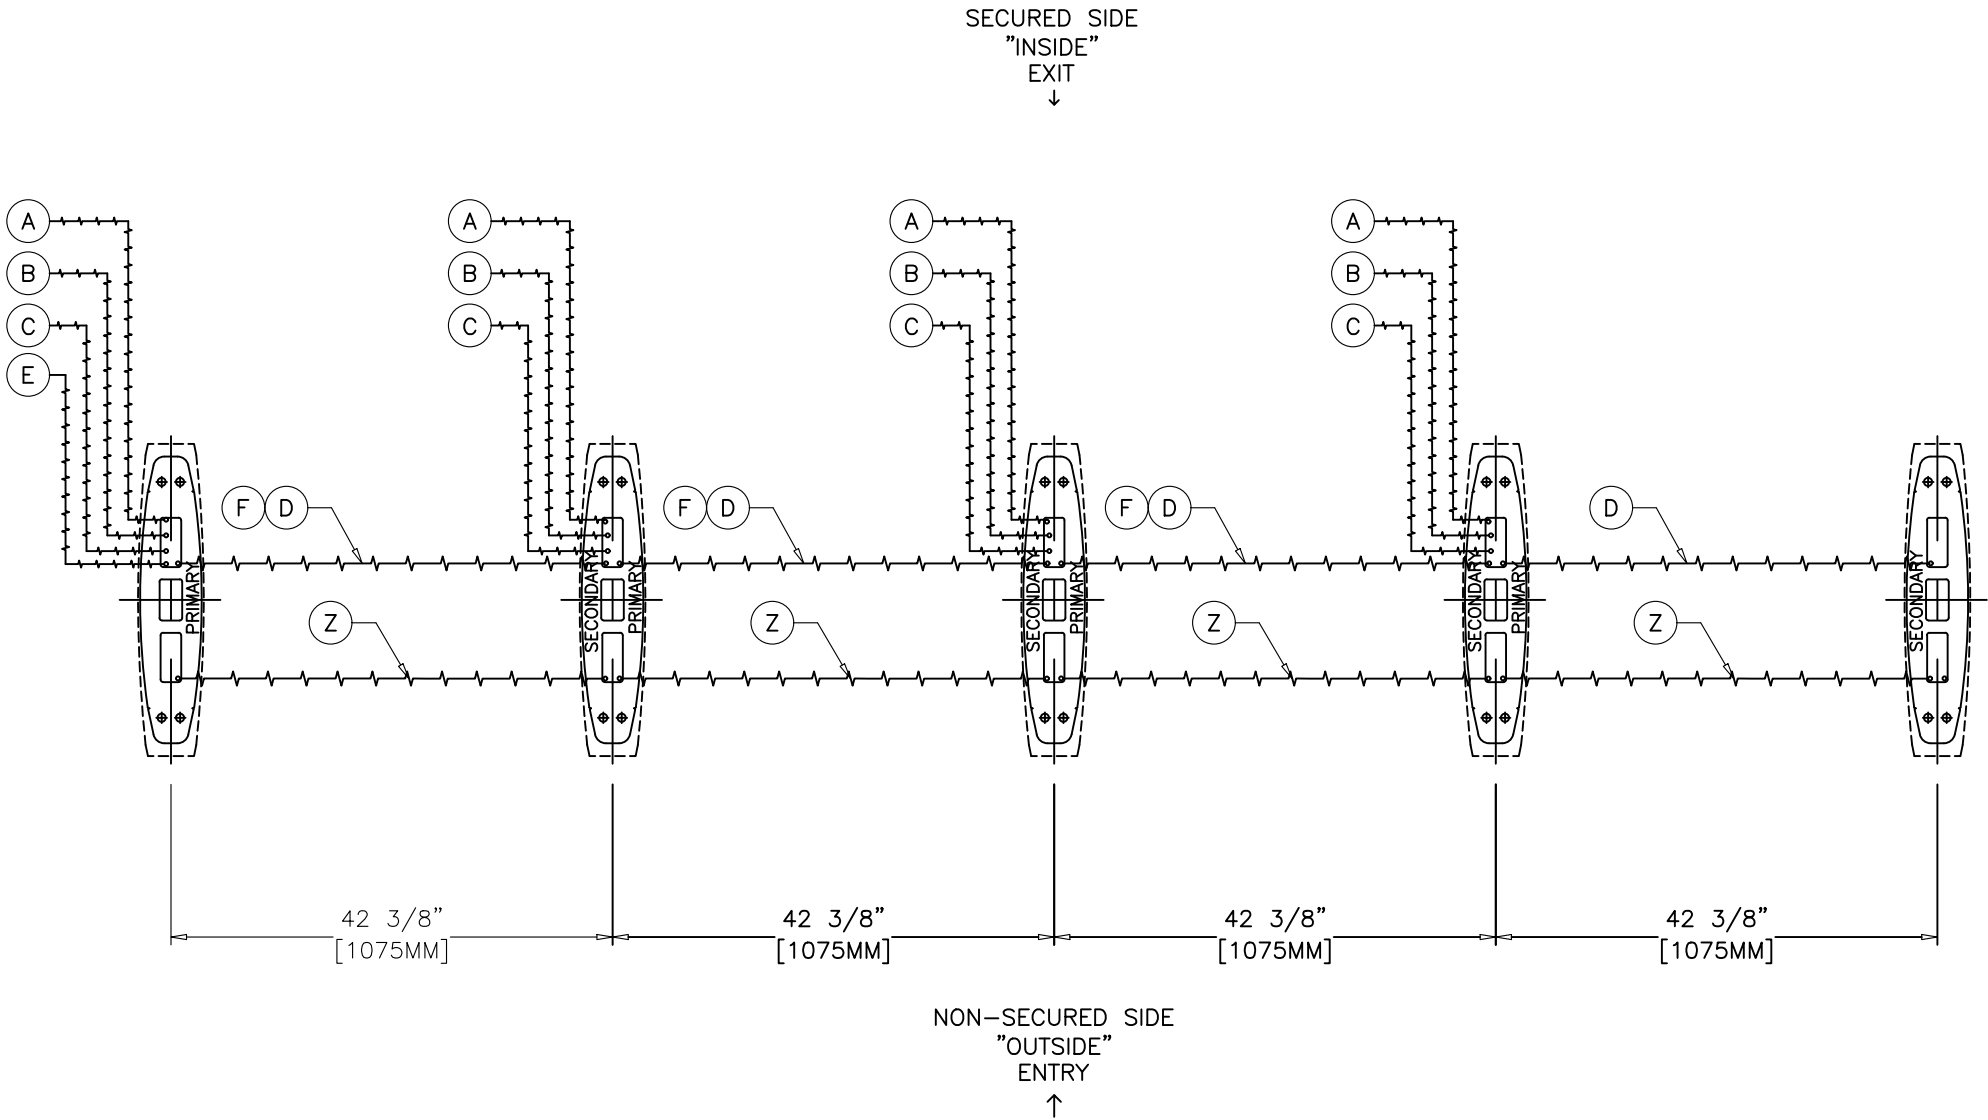 SECURED SIDE
”INSIDE”
EXIT
A A A A
B B B B
C C C C
E
F D F D F D D
PRIMARY
SECONDARY
PRIMARY
SECONDARY
PRIMARY
SECONDARY
PRIMARY
SECONDARY
Z Z Z Z
42 3/8” 42 3/8” 42 3/8” 42 3/8”
[1075MM] [1075MM] [1075MM] [1075MM]
NON-SECURED SIDE
”OUTSIDE”
ENTRY